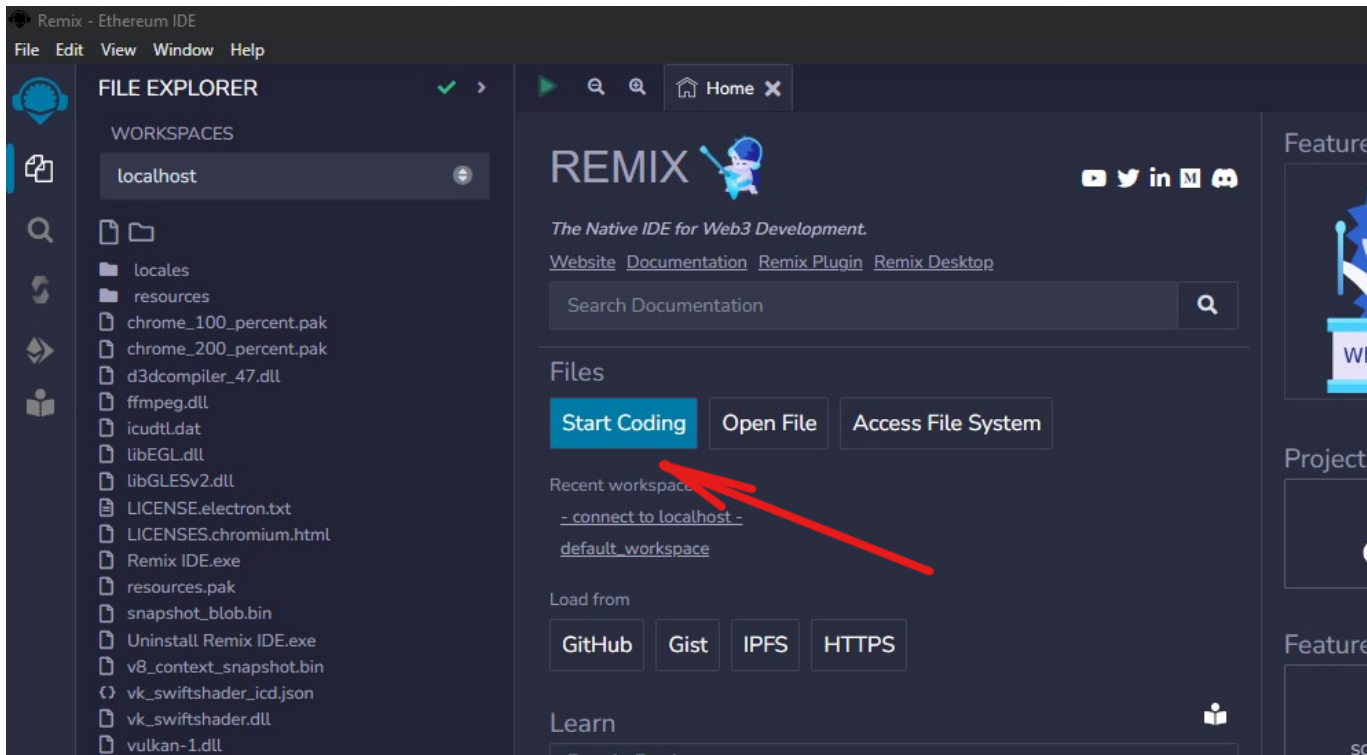 Remix - Ethereum IDE
File Edit View Window Help
FILE EXPLORER
WORKSPACES
localhost
locales
resources
chrome_100_percent.pak
chrome_200_percent.pak
d3dcompiler_47.dll
ffmpeg.dll
icudtl.dat
libEGL.dll
libGLESv2.dll
LICENSE.electron.txt
LICENSES.chromium.html
Remix IDE.exe
resources.pak
snapshot_blob.bin
Uninstall Remix IDE.exe
v8_context_snapshot.bin
vk_swiftshader_icd.json
vk_swiftshader.dll
vulkan-1.dll
Home
REMIX
The Native IDE for Web3 Development.
Website Documentation Remix Plugin Remix Desktop
Search Documentation
Files
Start Coding Open File Access File System
Recent workspace
- connect to localhost -
default_workspace
Load from
GitHub Gist IPFS HTTPS
Learn
Feature
Project
Feature